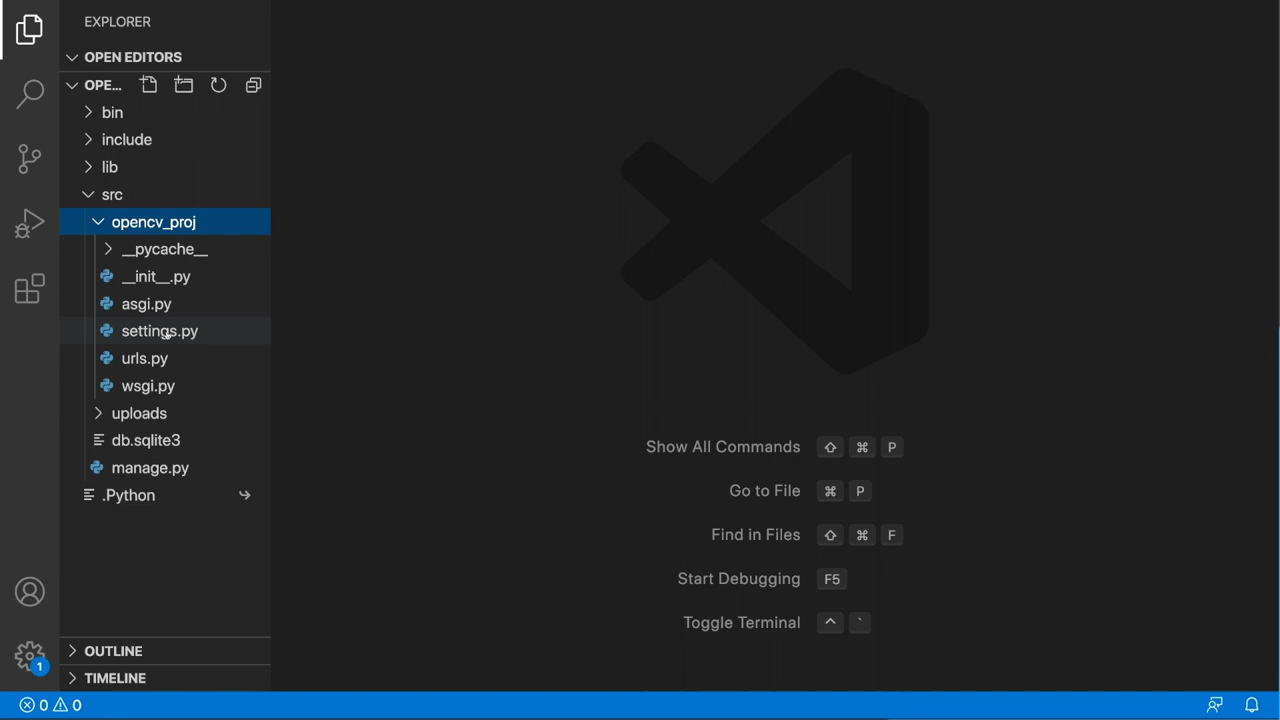 EXPLORER
OPEN EDITORS
OPE...
bin
include
lib
src
opencv_proj
__pycache__
__init__.py
asgi.py
settings.py
urls.py
wsgi.py
uploads
db.sqlite3
manage.py
.Python
OUTLINE
TIMELINE
Show All Commands ⇧ ⌘ P
Go to File ⌘ P
Find in Files ⇧ ⌘ F
Start Debugging F5
Toggle Terminal ^ `
1
0 0